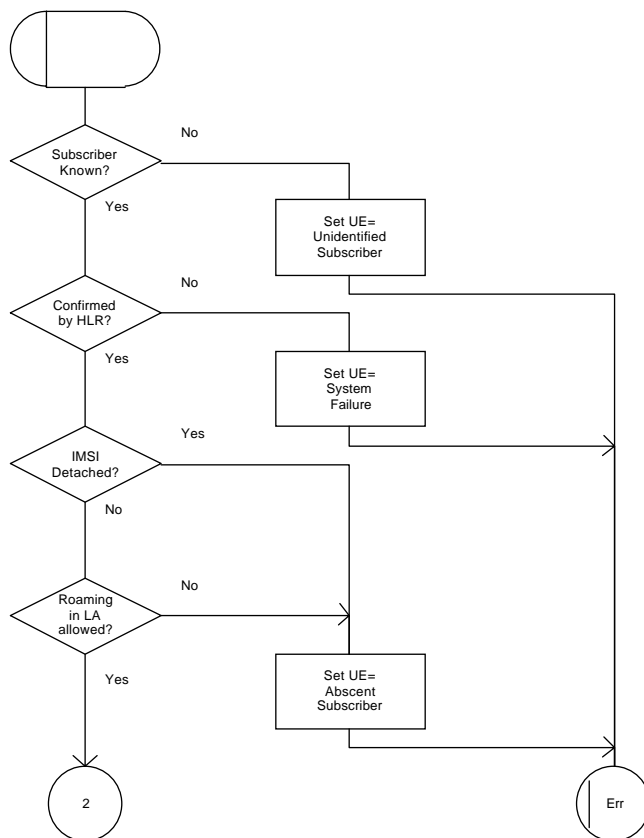 No
Subscriber
Known?
Yes
Set UE=
Unidentified
Subscriber
No
Confirmed
by HLR?
Yes
Set UE=
System
Failure
Yes
IMSI
Detached?
No
No
Roaming
in LA
allowed?
Yes
Set UE=
Abscent
Subscriber
2
Err